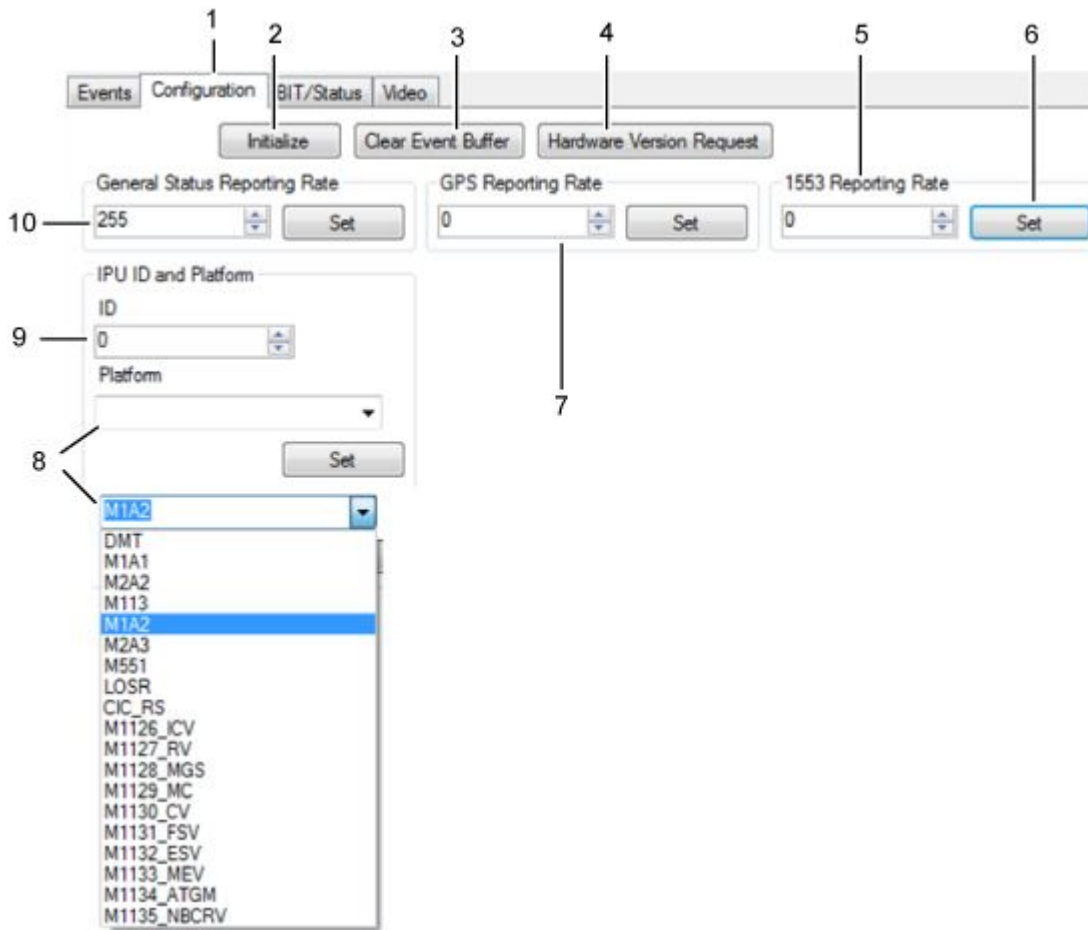 1
2
3
4
5
6
Events Configuration BIT/Status Video
Initialize Clear Event Buffer Hardware Version Request
General Status Reporting Rate GPS Reporting Rate 1553 Reporting Rate
10 255 Set 0 Set 0 Set
IPU ID and Platform
ID
9 0
Platform
7
8 Set
M1A2
DMT
M1A1
M2A2
M113
M1A2
M2A3
M551
LOSR
CIC_RS
M1126_ICV
M1127_RV
M1128_MGS
M1129_MC
M1130_CV
M1131_FSV
M1132_ESV
M1133_MEV
M1134_ATGM
M1135_NBCRV